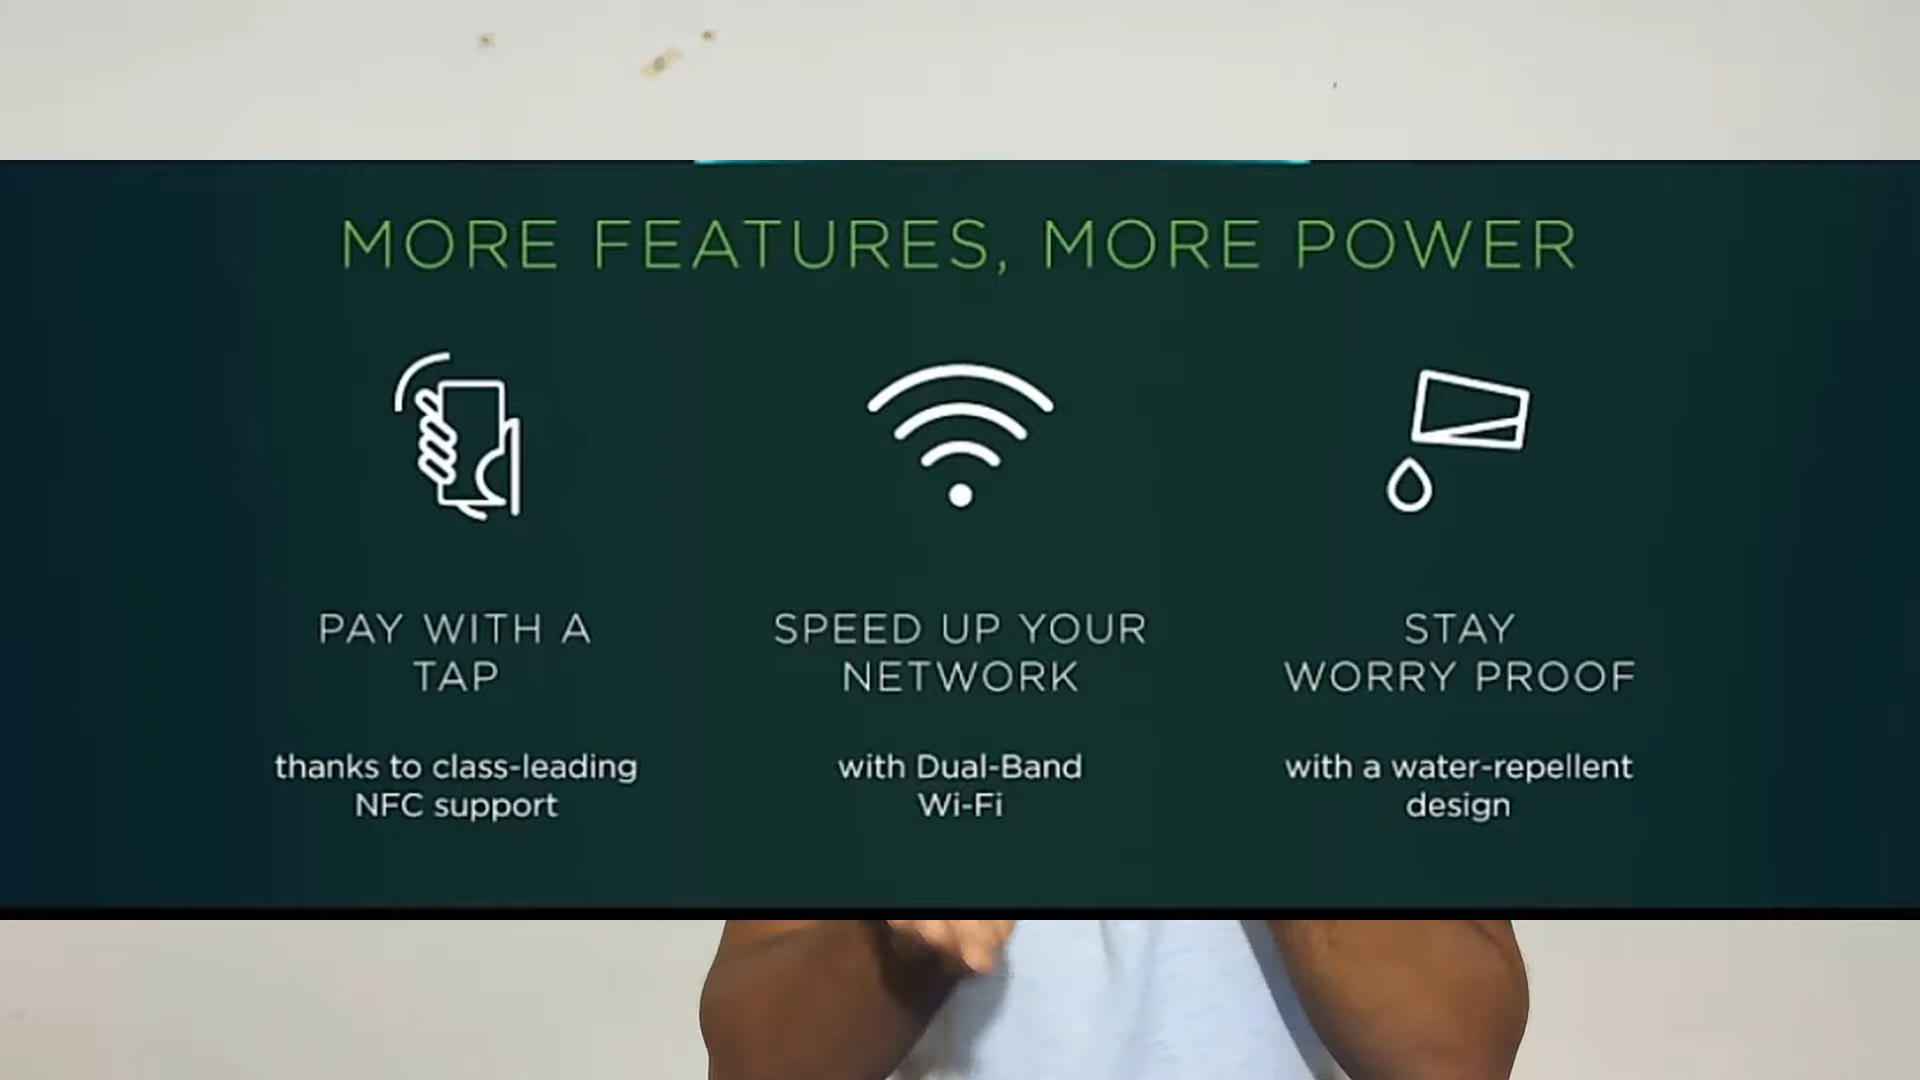 MORE FEATURES, MORE POWER
PAY WITH A
TAP
thanks to class-leading
NFC support
SPEED UP YOUR
NETWORK
with Dual-Band
Wi-Fi
STAY
WORRY PROOF
with a water-repellent
design